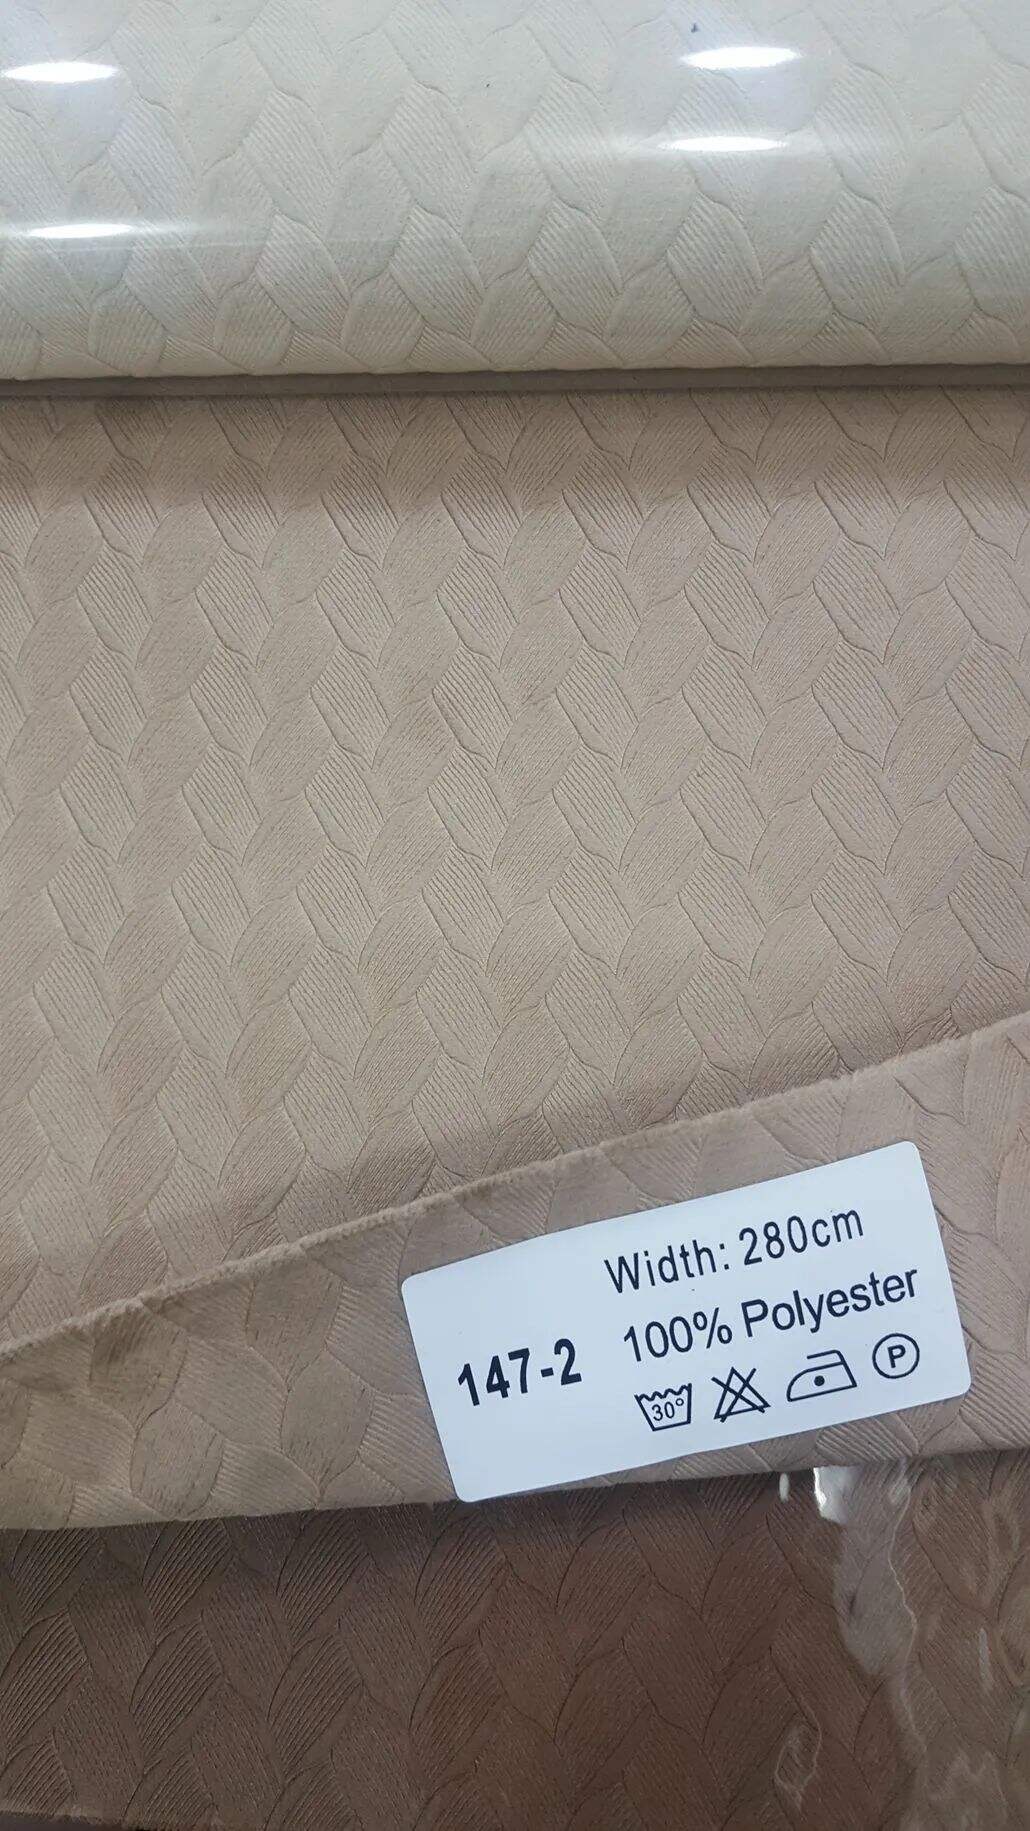 Width: 280cm
100% Polyester
147-2
30°
P